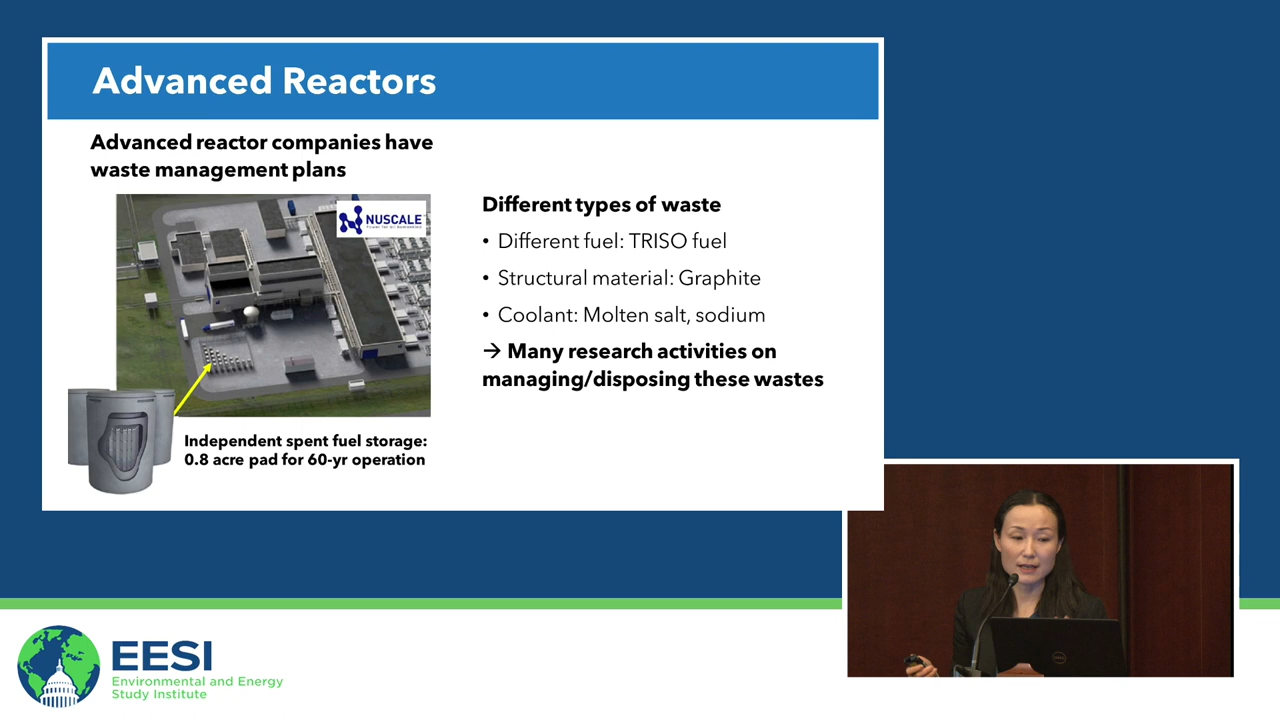 Advanced Reactors
Advanced reactor companies have
waste management plans
NUSCALE
Different types of waste
• Different fuel: TRISO fuel
• Structural material: Graphite
• Coolant: Molten salt, sodium
→ Many research activities on
managing/disposing these wastes
Independent spent fuel storage:
0.8 acre pad for 60-yr operation
EESI
Environmental and Energy
Study Institute